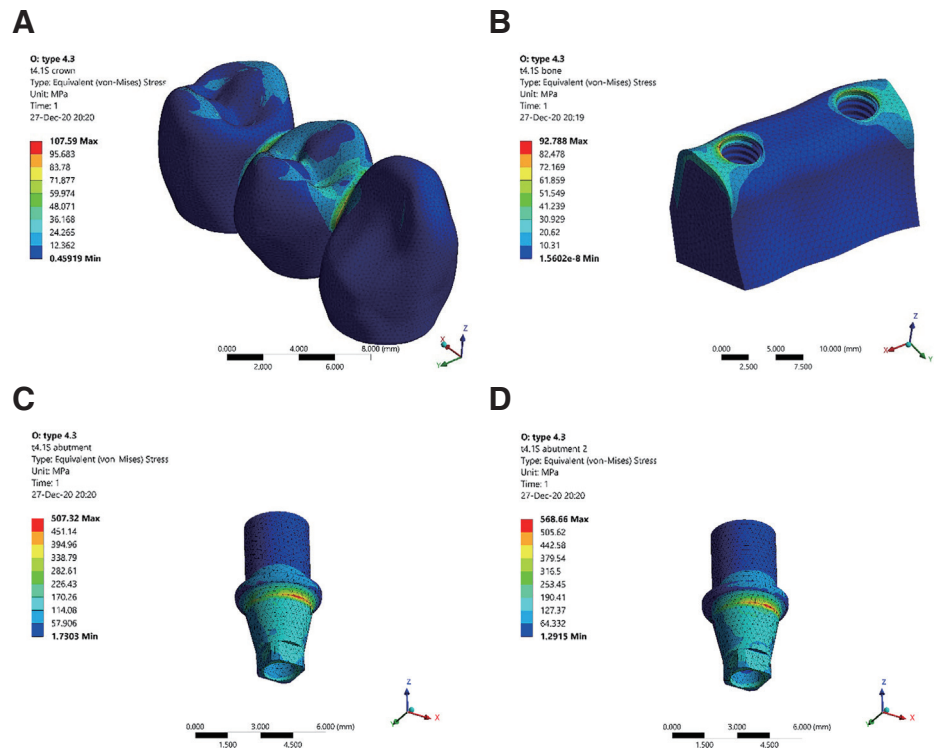 A
O: type 4.3
t4.1S crown
Type: Equivalent (von-Mises) Stress
Unit: MPa
Time: 1
27-Dec-20 20:20
107.59 Max
95.683
83.78
71.877
59.974
48.071
36.168
24.265
12.362
0.45919 Min
0.000 4.000 8.000 (mm)
2.000 6.000
X Y Z
B
O: type 4.3
t4.1S bone
Type: Equivalent (von-Mises) Stress
Unit: MPa
Time: 1
27-Dec-20 20:19
92.788 Max
82.478
72.169
61.859
51.549
41.239
30.929
20.62
10.31
1.5602e-8 Min
0.000 5.000 10.000 (mm)
2.500 7.500
X Y Z
C
O: type 4.3
t4.1S abutment
Type: Equivalent (von-Mises) Stress
Unit: MPa
Time: 1
27-Dec-20 20:20
507.32 Max
451.14
394.96
338.79
282.61
226.43
170.26
114.08
57.906
1.7303 Min
0.000 3.000 6.000 (mm)
1.500 4.500
X Y Z
D
O: type 4.3
t4.1S abutment 2
Type: Equivalent (von-Mises) Stress
Unit: MPa
Time: 1
27-Dec-20 20:20
568.66 Max
505.62
442.58
379.54
316.5
253.45
190.41
127.37
64.332
1.2915 Min
0.000 3.000 6.000 (mm)
1.500 4.500
X Y Z